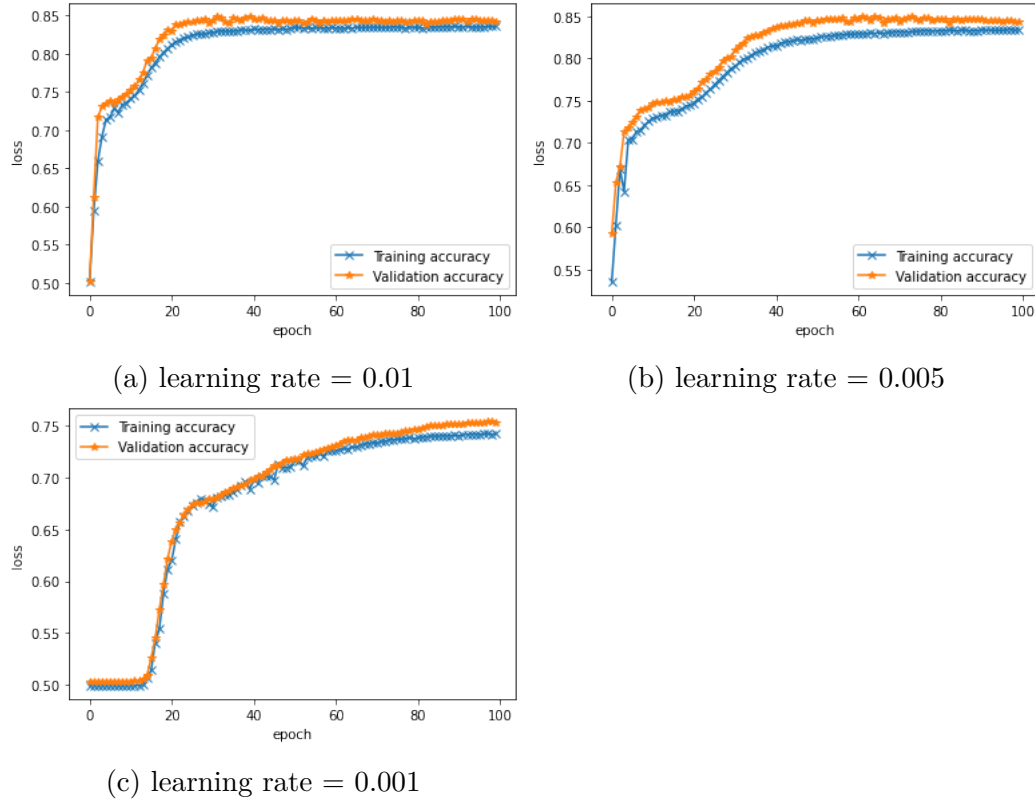 0.85
0.80
0.75
0.70
0.65
0.60
0.55
0.50
loss
0 20 40 60 80 100
epoch
Training accuracy
Validation accuracy
(a) learning rate = 0.01
0.85
0.80
0.75
0.70
0.65
0.60
0.55
loss
0 20 40 60 80 100
epoch
Training accuracy
Validation accuracy
(b) learning rate = 0.005
Training accuracy
Validation accuracy
0.75
0.70
0.65
0.60
0.55
0.50
loss
0 20 40 60 80 100
epoch
(c) learning rate = 0.001